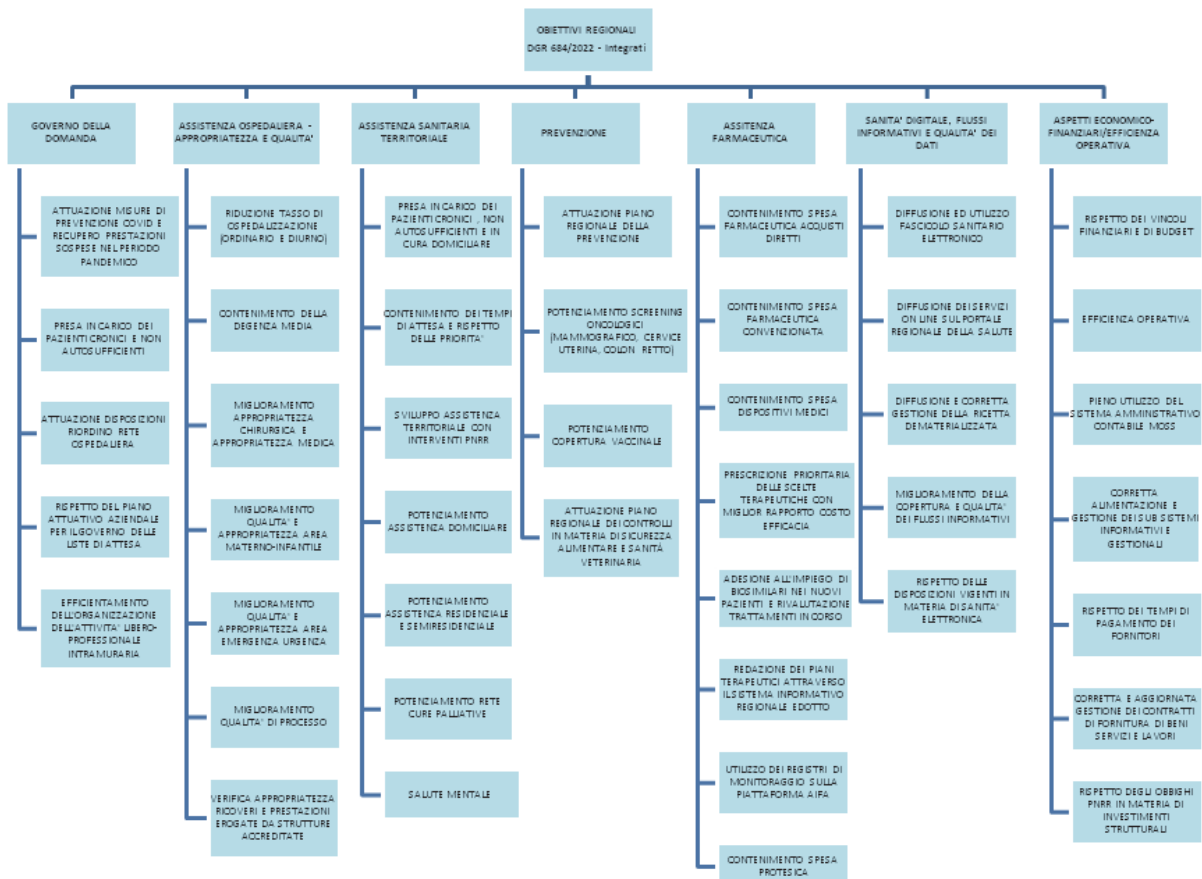 OBIETTIVI REGIONALI
DGR 684/2022 - Integrati
GOVERNO DELLA
DOMANDA
ATTUAZIONE MISURE DI
PREVENZIONE COVID E
RECUPERO PRESTAZIONI
SOSPESE NEL PERIODO
PANDEMICO
PRESA IN CARICO DEI
PAZIENTI CRONICI E NON
AUTOSUFFICIENTI
ATTUAZIONE DISPOSIZIONI
RIORDINO RETE
OSPEDALIERA
RISPETTO DEL PIANO
ATTUATIVO AZIENDALE
PER IL GOVERNO DELLE
LISTE DI ATTESA
EFFICIENTAMENTO
DELL'ORGANIZZAZIONE
DELL'ATTIVITA' LIBERO-
PROFESSIONALE
INTRAMURARIA
ASSISTENZA OSPEDALIERA -
APPROPRIATEZZA E QUALITA'
RIDUZIONE TASSO DI
OSPEDALIZZAZIONE
(ORDINARIO E DIURNO)
CONTENIMENTO DELLA
DEGENZA MEDIA
MIGLIORAMENTO
APPROPRIATEZZA
CHIRURGICA E
APPROPRIATEZZA MEDICA
MIGLIORAMENTO
QUALITA' E
APPROPRIATEZZA AREA
MATERNO-INFANTILE
MIGLIORAMENTO
QUALITA' E
APPROPRIATEZZA AREA
EMERGENZA URGENZA
MIGLIORAMENTO
QUALITA' DI PROCESSO
VERIFICA APPROPRIATEZZA
RICOVERI E PRESTAZIONI
EROGATE DA STRUTTURE
ACCREDITATE
ASSISTENZA SANITARIA
TERRITORIALE
PRESA IN CARICO DEI
PAZIENTI CRONICI , NON
AUTOSUFFICIENTI E IN
CURA DOMICILIARE
CONTENIMENTO DEI TEMPI
DI ATTESA E RISPETTO
DELLE PRIORITA'
SVILUPPO ASSISTENZA
TERRITORIALE CON
INTERVENTI PNRR
POTENZIAMENTO
ASSISTENZA DOMICILIARE
POTENZIAMENTO
ASSISTENZA RESIDENZIALE
E SEMIRESIDENZIALE
POTENZIAMENTO RETE
CURE PALLIATIVE
SALUTE MENTALE
PREVENZIONE
ATTUAZIONE PIANO
REGIONALE DELLA
PREVENZIONE
POTENZIAMENTO SCREENING
ONCOLOGICI
(MAMMOGRAFICO, CERVICE
UTERINA, COLON RETTO)
POTENZIAMENTO
COPERTURA VACCINALE
ATTUAZIONE PIANO
REGIONALE DEI CONTROLLI
IN MATERIA DI SICUREZZA
ALIMENTARE E SANITÀ
VETERINARIA
ASSITENZA
FARMACEUTICA
CONTENIMENTO SPESA
FARMACEUTICA ACQUISTI
DIRETTI
CONTENIMENTO SPESA
FARMACEUTICA
CONVENZIONATA
CONTENIMENTO SPESA
DISPOSITIVI MEDICI
PRESCRIZIONE PRIORITARIA
DELLE SCELTE
TERAPEUTICHE CON
MIGLIOR RAPPORTO COSTO
EFFICACIA
ADESIONE ALL'IMPIEGO DI
BIOSIMILARI NEI NUOVI
PAZIENTI E RIVALUTAZIONE
TRATTAMENTI IN CORSO
REDAZIONE DEI PIANI
TERAPEUTICI ATTRAVERSO
IL SISTEMA INFORMATIVO
REGIONALE EDOTTO
UTILIZZO DEI REGISTRI DI
MONITORAGGIO SULLA
PIATTAFORMA AIFA
CONTENIMENTO SPESA
PROTESICA
SANITA' DIGITALE, FLUSSI
INFORMATIVI E QUALITA' DEI
DATI
DIFFUSIONE ED UTILIZZO
FASCICOLO SANITARIO
ELETTRONICO
DIFFUSIONE DEI SERVIZI
ON LINE SUL PORTALE
REGIONALE DELLA SALUTE
DIFFUSIONE E CORRETTA
GESTIONE DELLA RICETTA
DEMATERIALIZZATA
MIGLIORAMENTO DELLA
COPERTURA E QUALITA'
DEI FLUSSI INFORMATIVI
RISPETTO DELLE
DISPOSIZIONI VIGENTI IN
MATERIA DI SANITA'
ELETTRONICA
ASPETTI ECONOMICO-
FINANZIARI/EFFICIENZA
OPERATIVA
RISPETTO DEI VINCOLI
FINANZIARI E DI BUDGET
EFFICIENZA OPERATIVA
PIENO UTILIZZO DEL
SISTEMA AMMINISTRATIVO
CONTABILE MOSS
CORRETTA
ALIMENTAZIONE E
GESTIONE DEI SUB SISTEMI
INFORMATIVI E
GESTIONALI
RISPETTO DEI TEMPI DI
PAGAMENTO DEI
FORNITORI
CORRETTA E AGGIORNATA
GESTIONE DEI CONTRATTI
DI FORNITURA DI BENI
SERVIZI E LAVORI
RISPETTO DEGLI OBBIGHI
PNRR IN MATERIA DI
INVESTIMENTI
STRUTTURALI